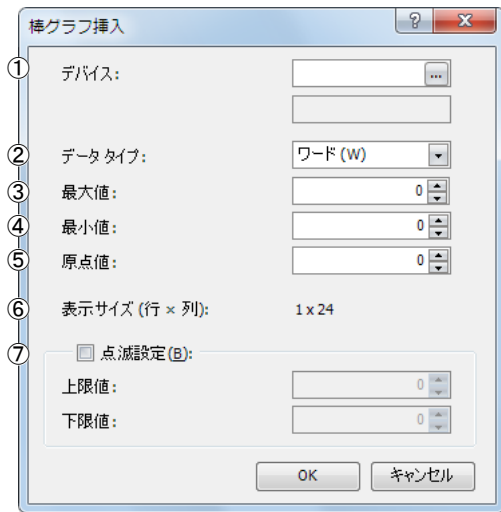 棒グラフ挿入
① デバイス: ...
② データ タイプ: ワード (W)
③ 最大値: 0
④ 最小値: 0
⑤ 原点値: 0
⑥ 表示サイズ (行 × 列): 1 x 24
⑦ 点滅設定(B):
上限値: 0
下限値: 0
OK キャンセル